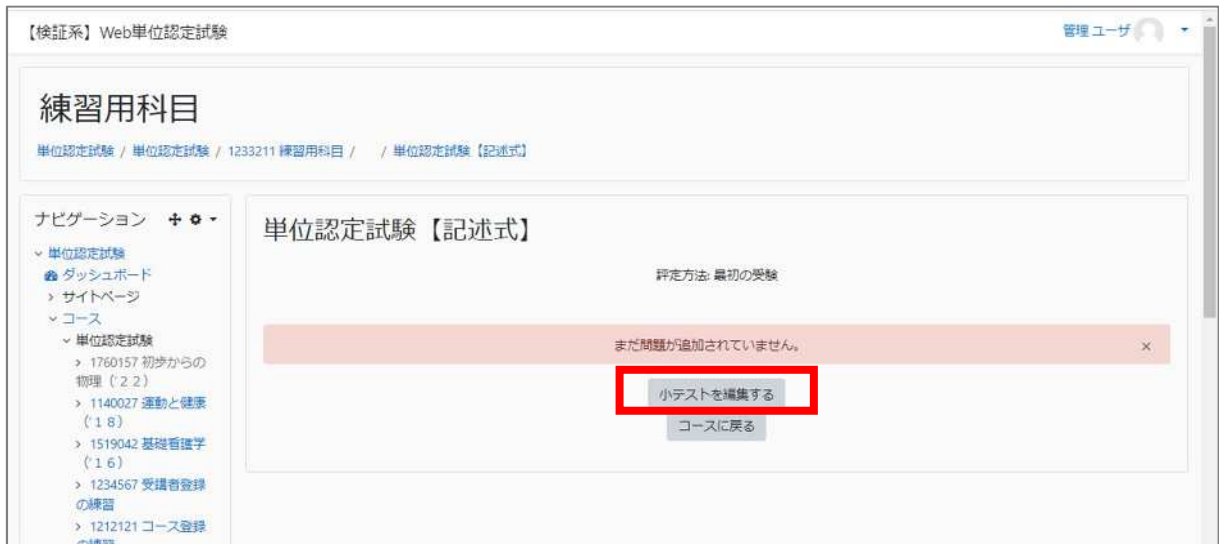 【検証系】Web単位認定試験
管理 ユーザ
練習用科目
単位認定試験 / 単位認定試験 / 1233211 練習用科目 / / 単位認定試験【記述式】
ナビゲーション
単位認定試験
ダッシュボード
サイトページ
コース
単位認定試験
1760157 初歩からの
物理（'２２）
1140027 運動と健康
（'１８）
1519042 基礎看護学
（'１６）
1234567 受講者登録
の練習
1212121 コース登録
の練習
単位認定試験【記述式】
評定方法: 最初の受験
まだ問題が追加されていません。
×
小テストを編集する
コースに戻る